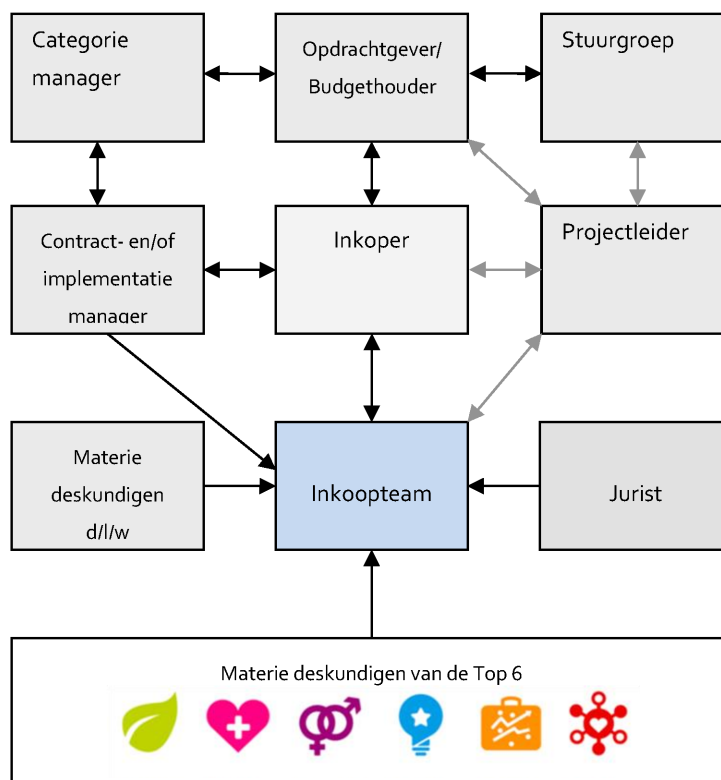 Categorie
manager
Opdrachtgever/
Budgethouder
Stuurgroep
Contract- en/of
implementatie
manager
Inkoper
Projectleider
Materie
deskundigen
d/l/w
Inkoopteam
Jurist
Materie deskundigen van de Top 6